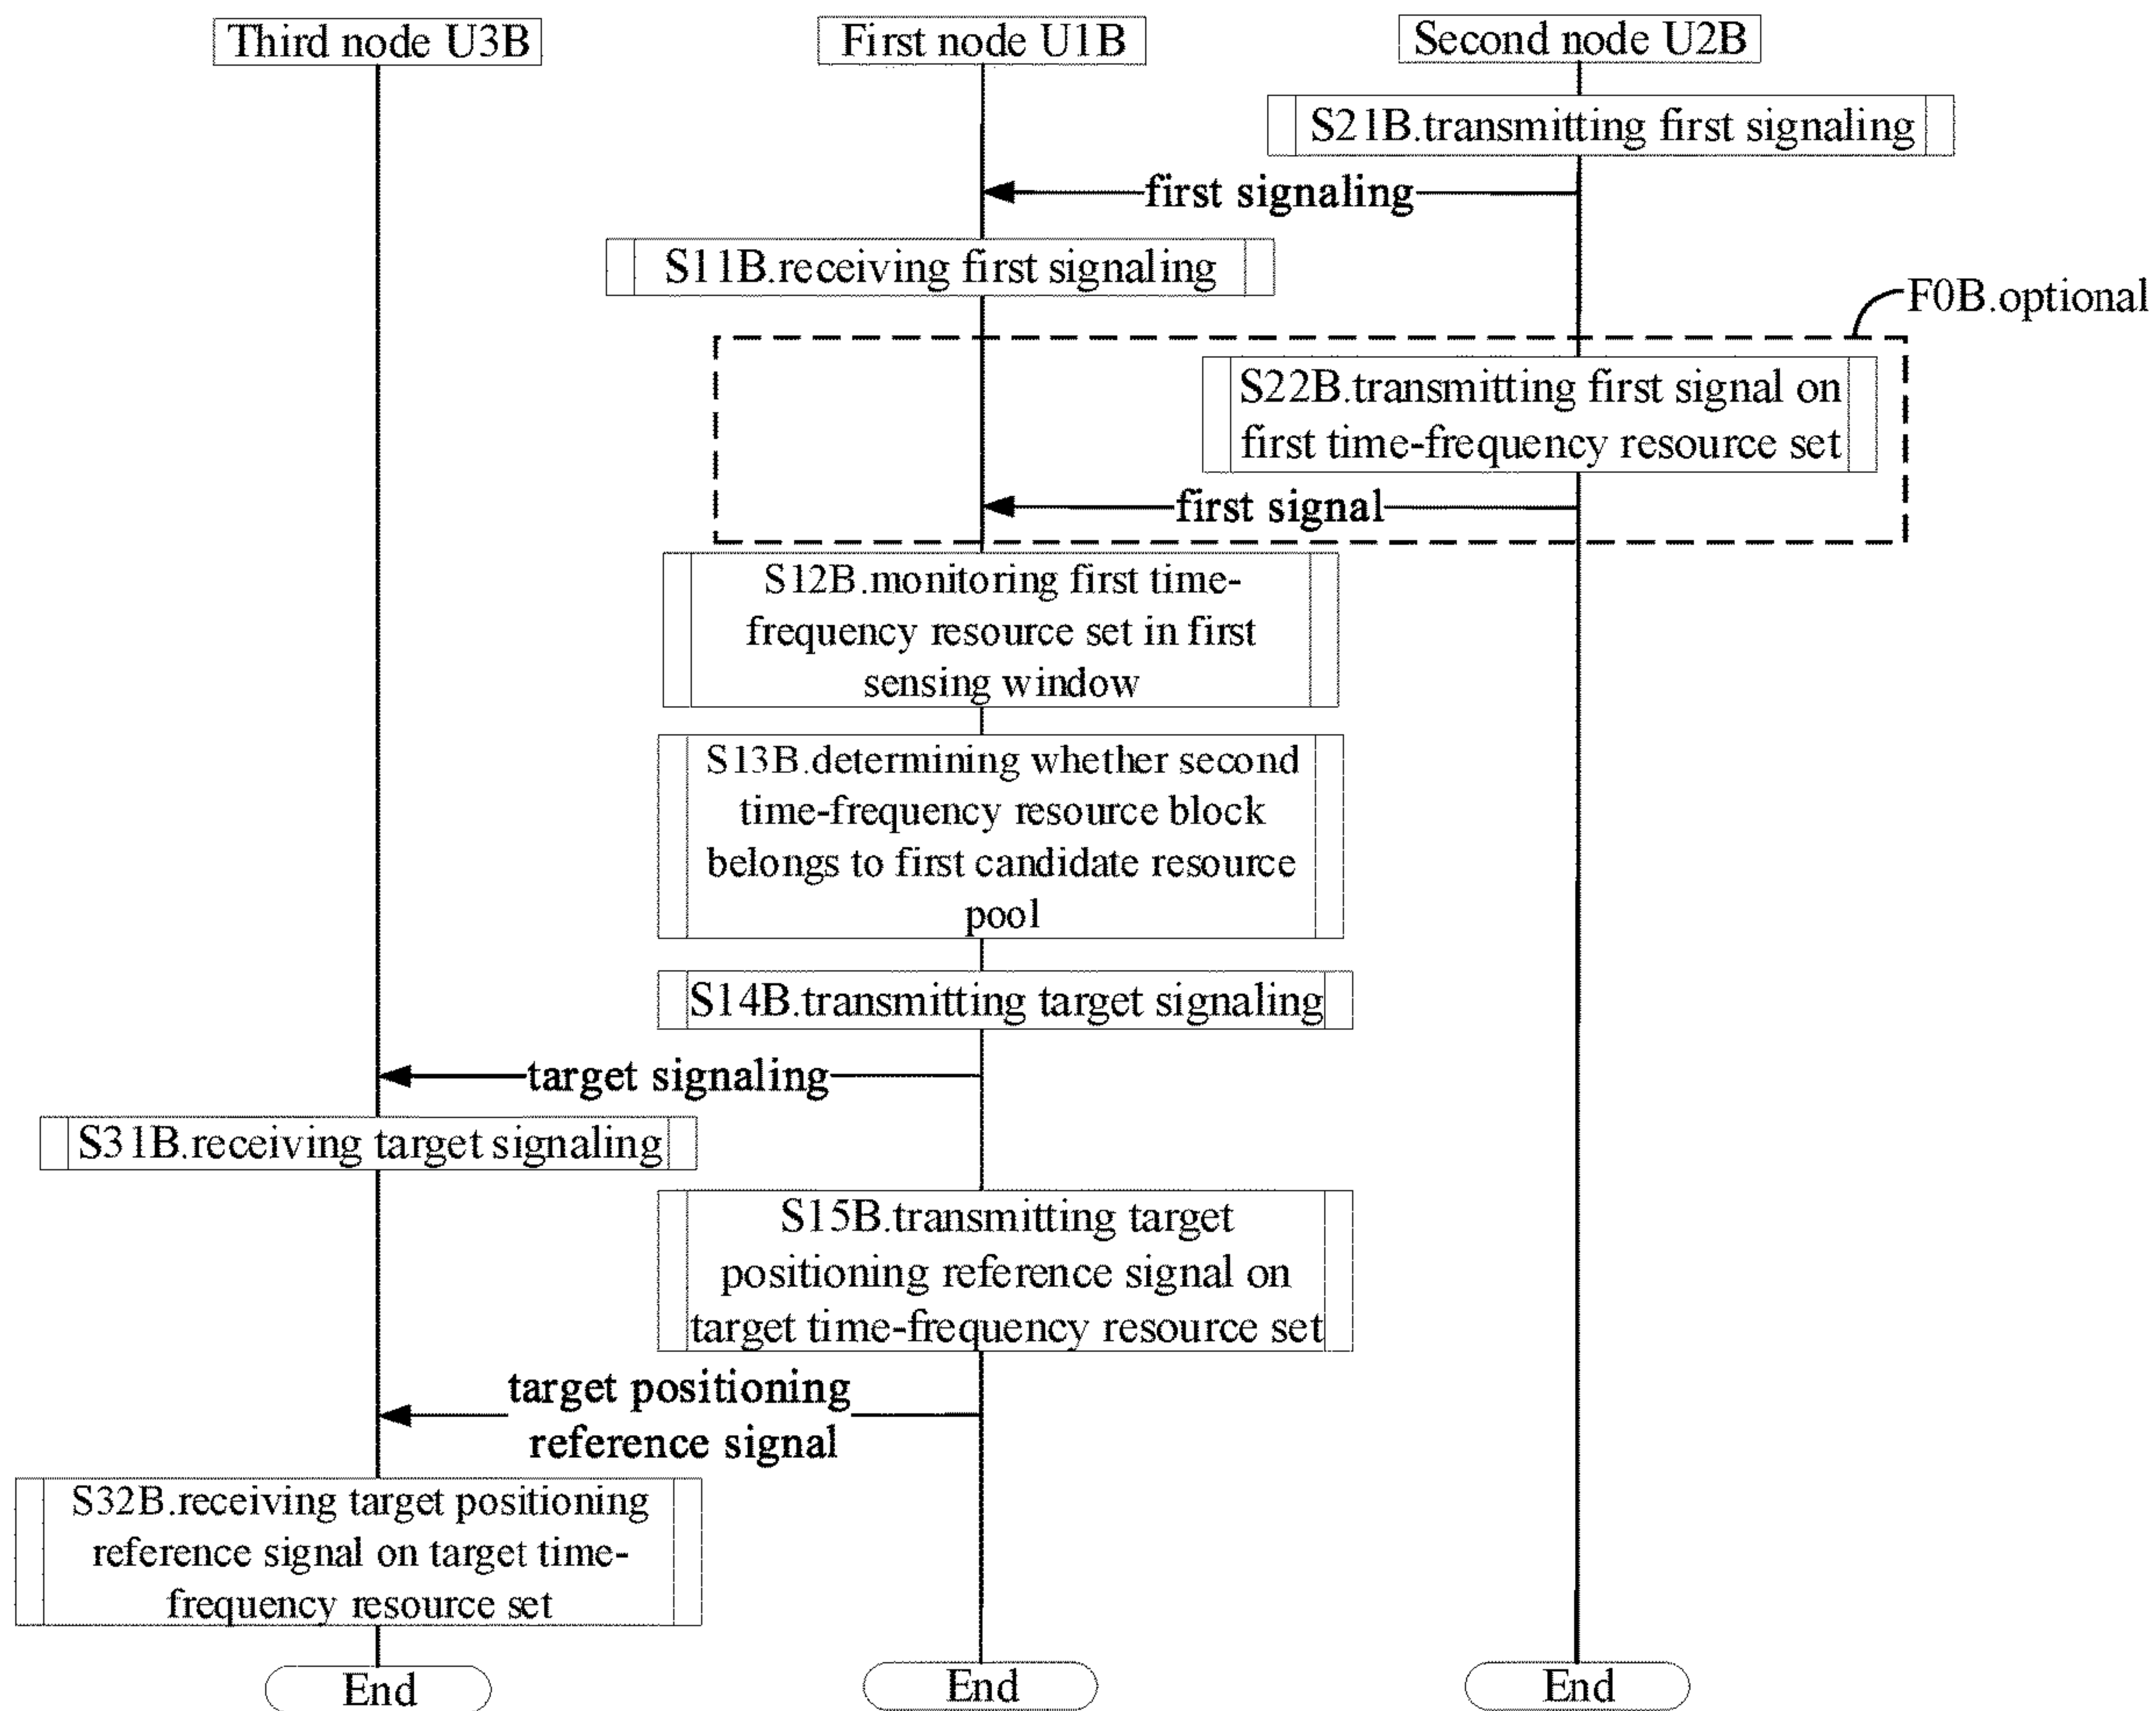 Third node U3B
First node U1B
Second node U2B
S21B.transmitting first signaling
first signaling
S11B.receiving first signaling
F0B.optional
S22B.transmitting first signal on
first time-frequency resource set
first signal
S12B.monitoring first time-
frequency resource set in first
sensing window
S13B.determining whether second
time-frequency resource block
belongs to first candidate resource
pool
S14B.transmitting target signaling
target signaling
S31B.receiving target signaling
S15B.transmitting target
positioning reference signal on
target time-frequency resource set
target positioning
reference signal
S32B.receiving target positioning
reference signal on target time-
frequency resource set
End
End
End